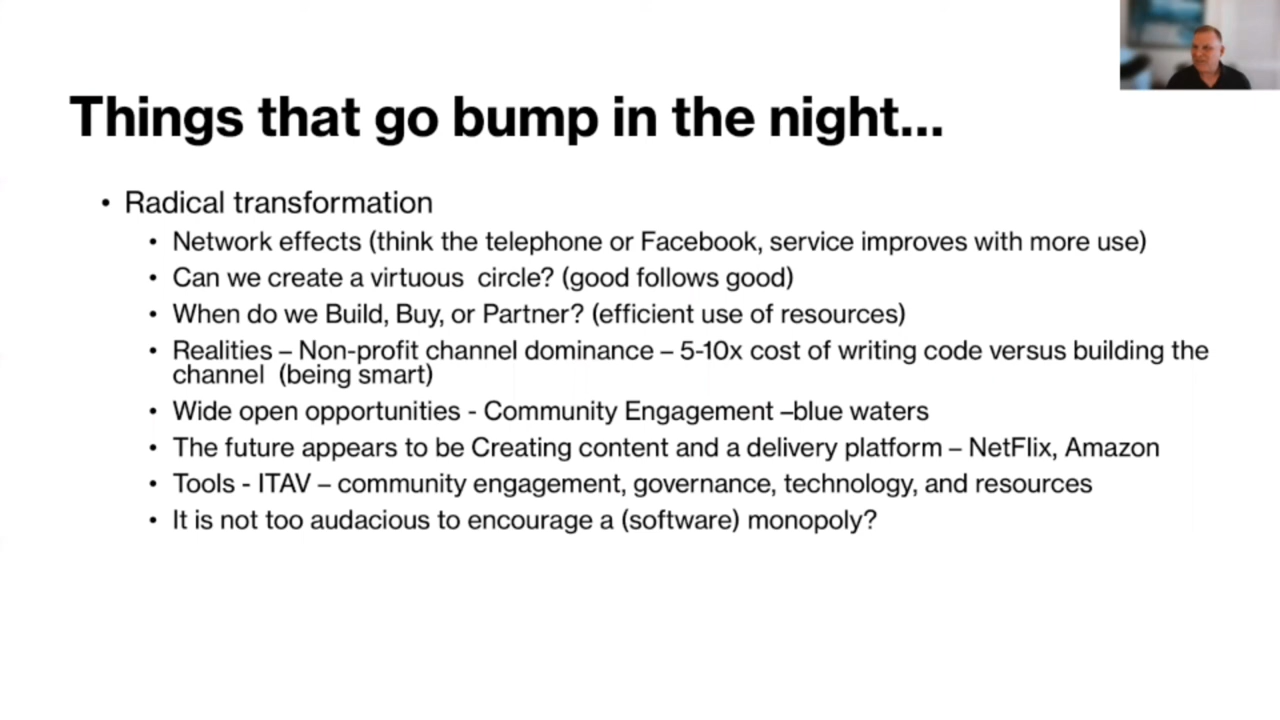 Things that go bump in the night...
• Radical transformation
• Network effects (think the telephone or Facebook, service improves with more use)
• Can we create a virtuous  circle? (good follows good)
• When do we Build, Buy, or Partner? (efficient use of resources)
• Realities – Non-profit channel dominance – 5-10x cost of writing code versus building the
channel  (being smart)
• Wide open opportunities - Community Engagement –blue waters
• The future appears to be Creating content and a delivery platform – NetFlix, Amazon
• Tools - ITAV – community engagement, governance, technology, and resources
• It is not too audacious to encourage a (software) monopoly?